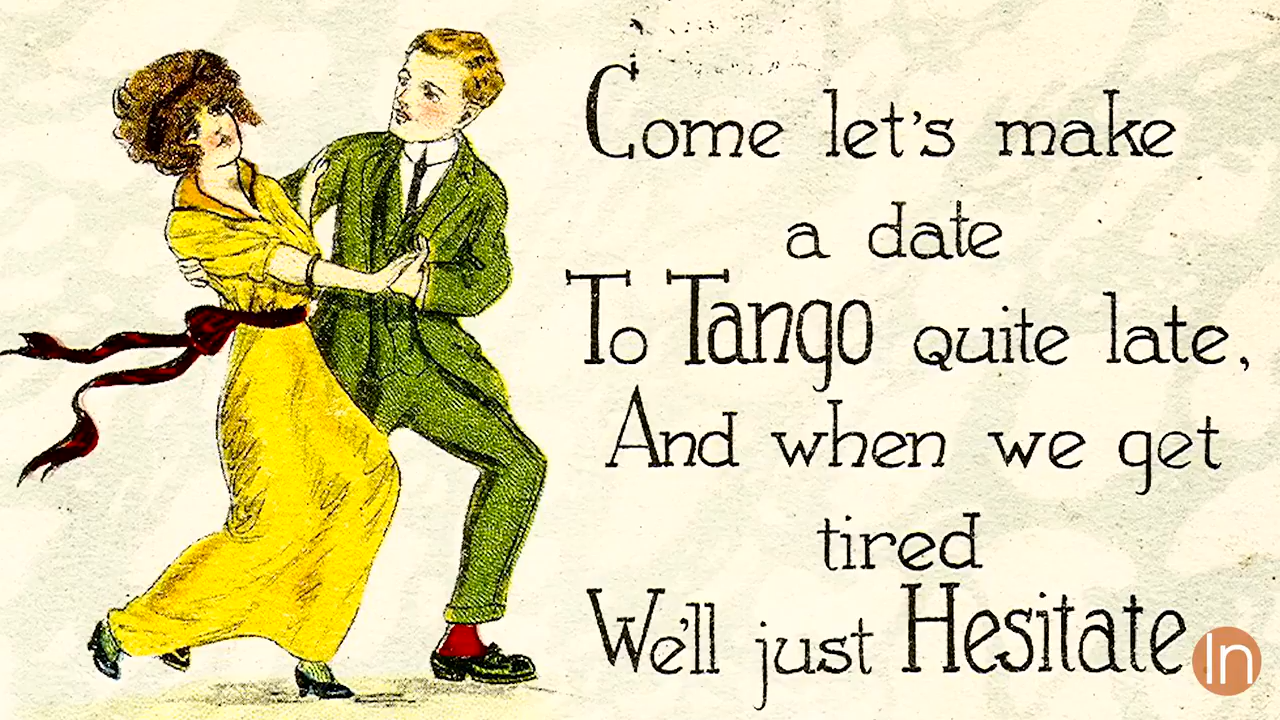 Come let's make
a date
To Tango quite late,
And when we get
tired
We'll just Hesitate
In